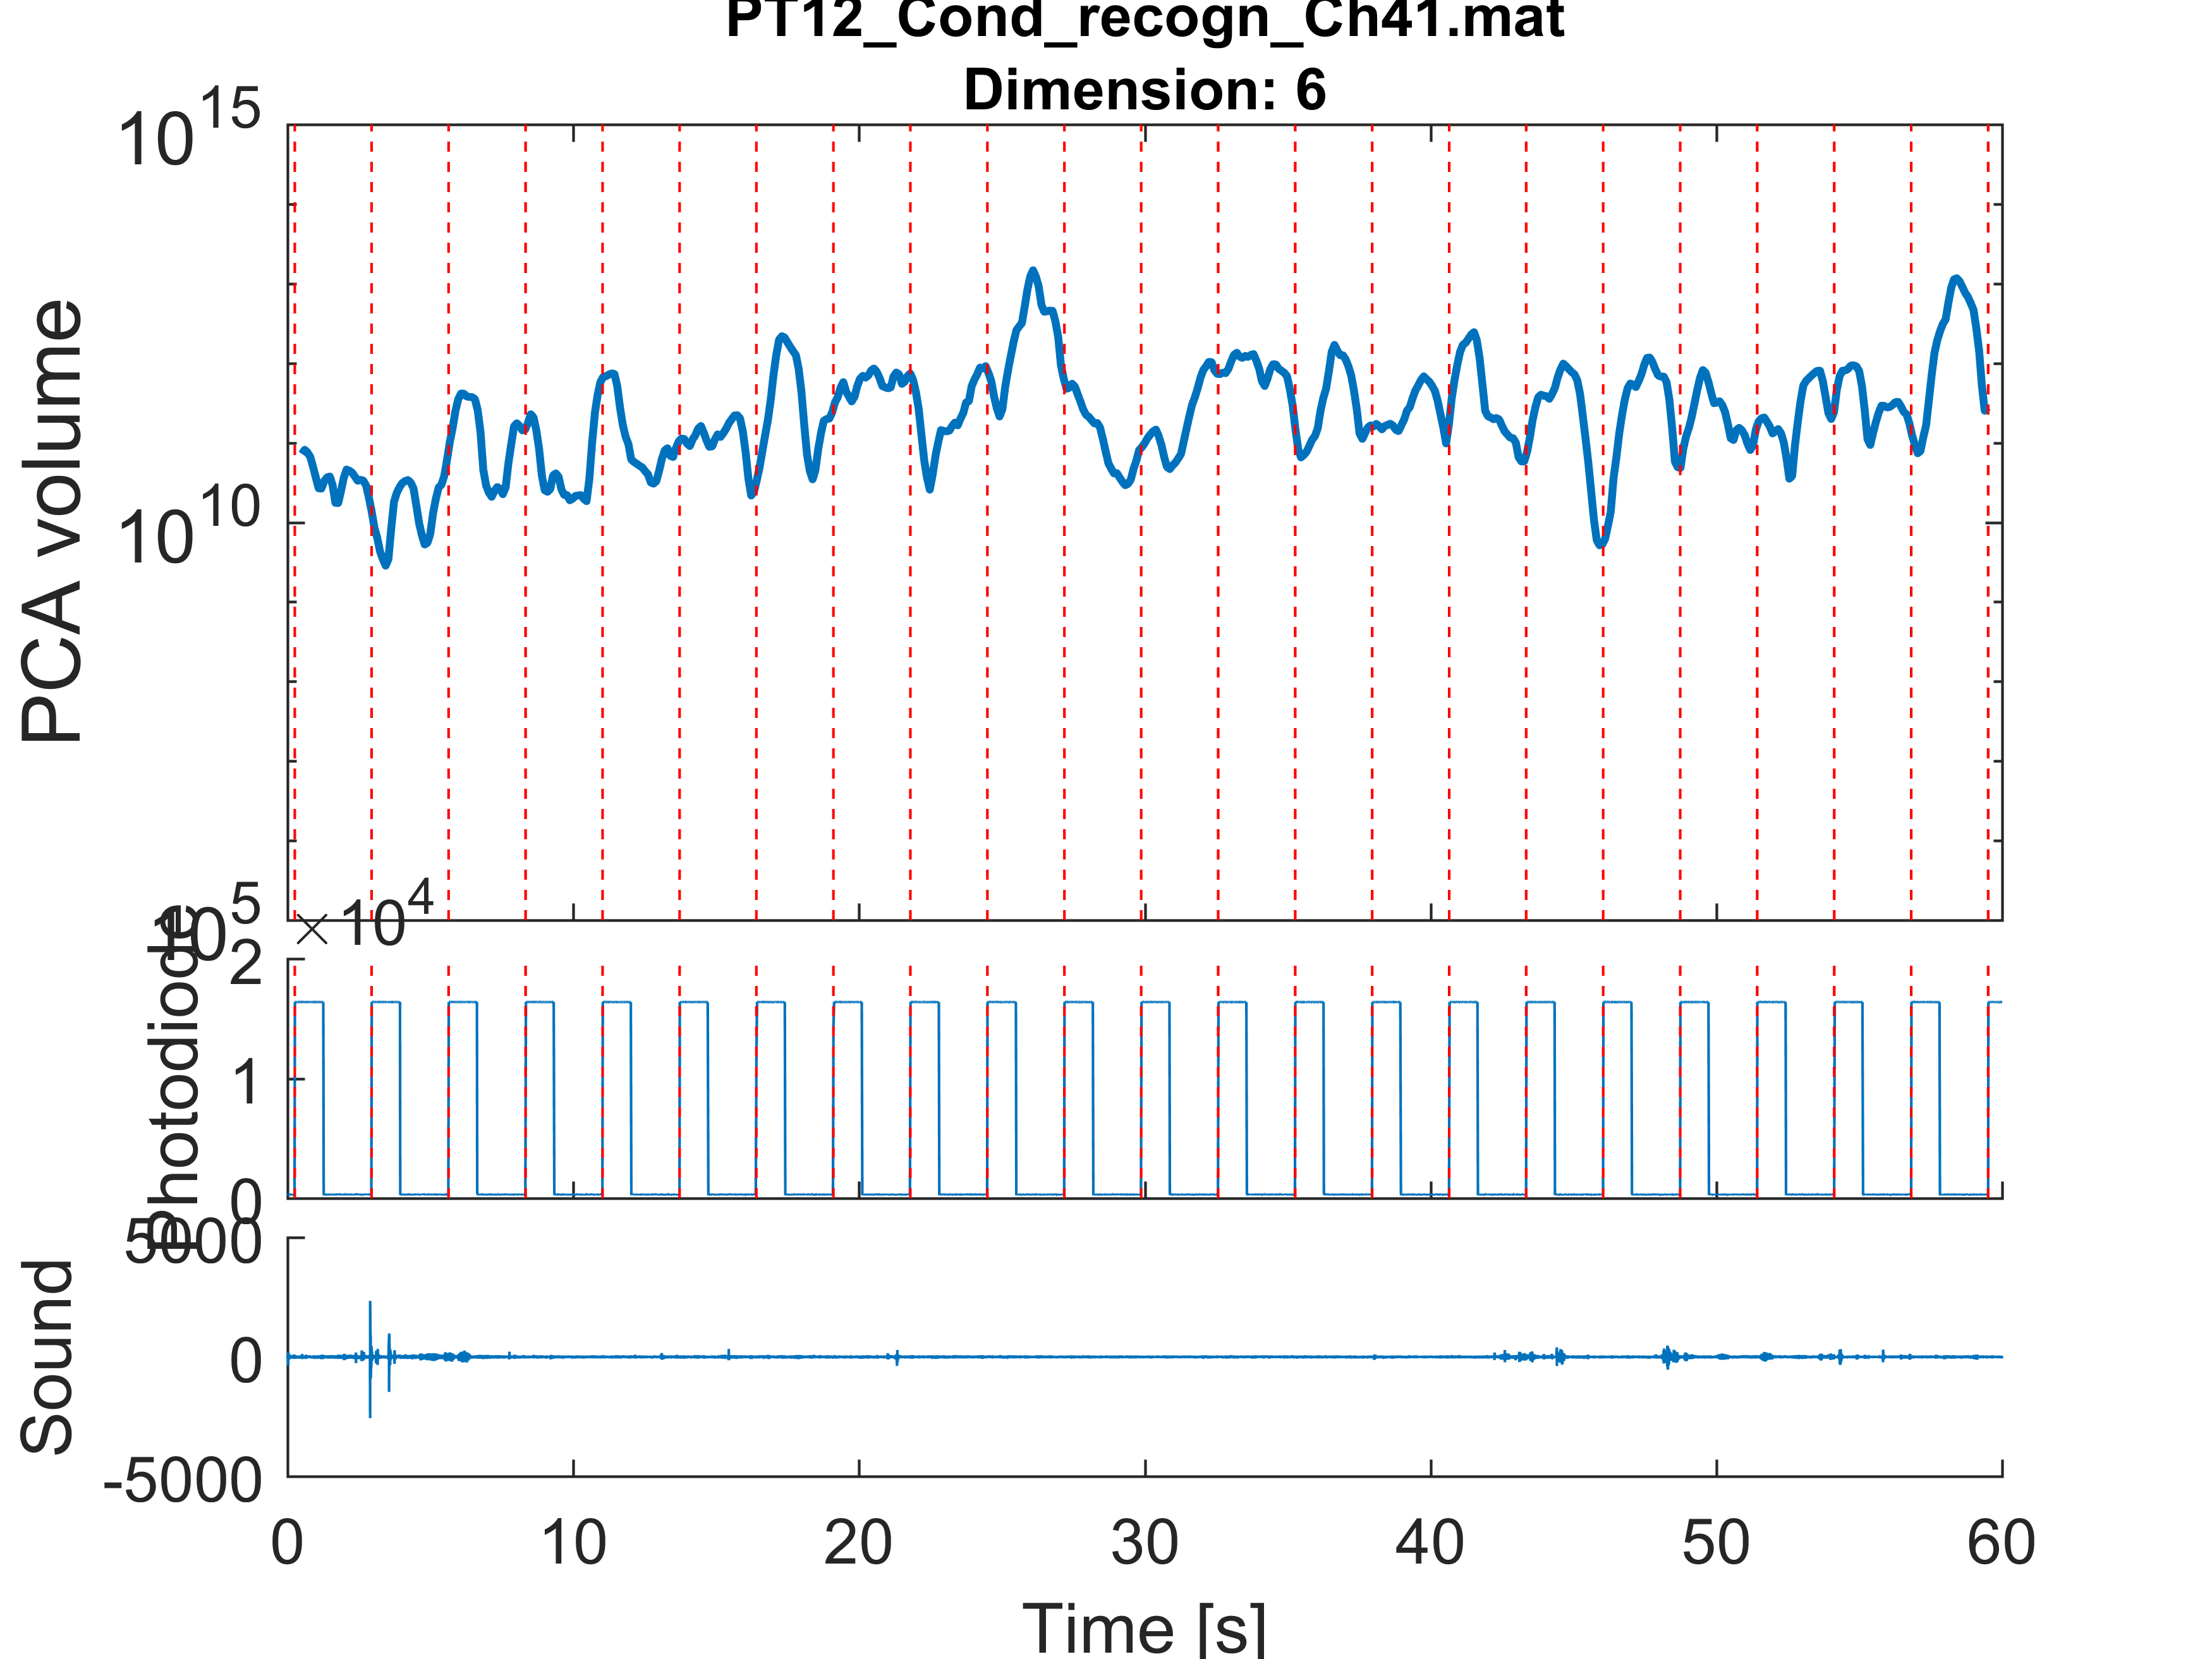 PT12_Cond_recogn_Ch41.mat
Dimension: 6
10^15
10^10
10^5
PCA volume
×10^4
2
1
0
Photodiode
5000
0
-5000
Sound
0 10 20 30 40 50 60
Time [s]